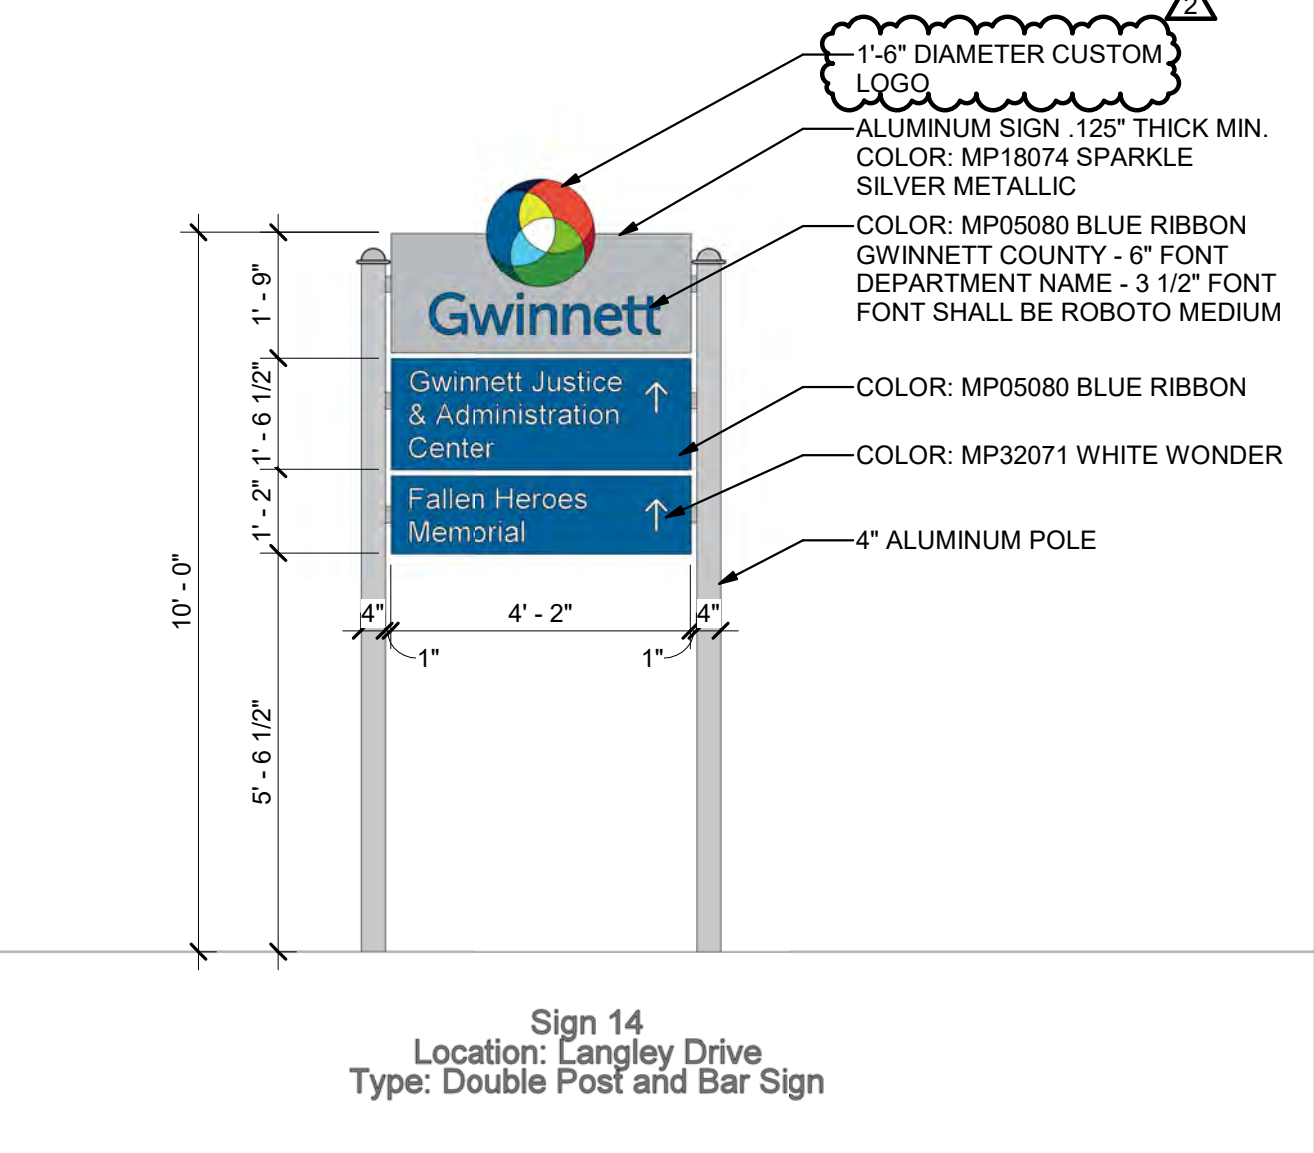 2
1'-6" DIAMETER CUSTOM
LOGO
ALUMINUM SIGN .125" THICK MIN.
COLOR: MP18074 SPARKLE
SILVER METALLIC
COLOR: MP05080 BLUE RIBBON
GWINNETT COUNTY - 6" FONT
DEPARTMENT NAME - 3 1/2" FONT
FONT SHALL BE ROBOTO MEDIUM
COLOR: MP05080 BLUE RIBBON
COLOR: MP32071 WHITE WONDER
4" ALUMINUM POLE
Gwinnett
Gwinnett Justice
& Administration
Center
Fallen Heroes
Memorial
1' - 9"
1' - 6 1/2"
1' - 2"
10' - 0"
5' - 6 1/2"
4"
4' - 2"
4"
1"
1"
Sign 14
Location: Langley Drive
Type: Double Post and Bar Sign